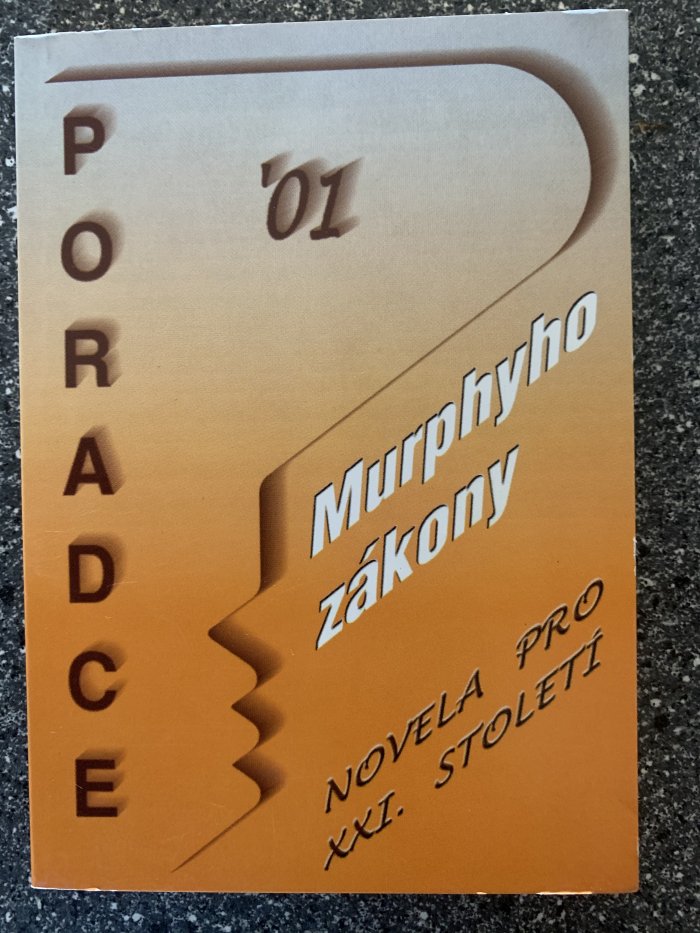 PORADCE
'01
Murphyho
zákony
NOVELA PRO
XXI. STOLETÍ